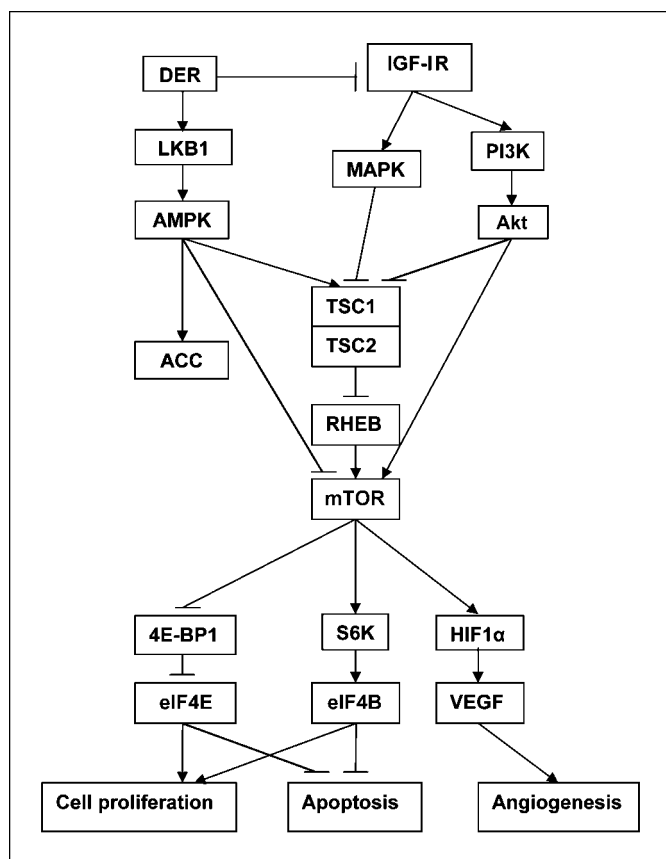 DER
IGF-IR
LKB1
MAPK
PI3K
AMPK
Akt
TSC1
TSC2
ACC
RHEB
mTOR
4E-BP1
S6K
HIF1α
eIF4E
eIF4B
VEGF
Cell proliferation
Apoptosis
Angiogenesis